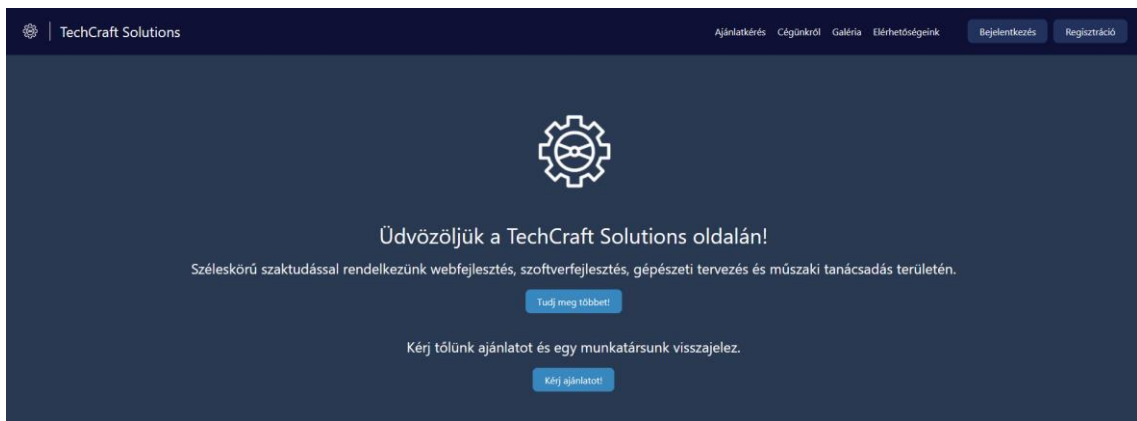 TechCraft Solutions
Ajánlatkérés Cégünkről Galéria Elérhetőségeink Bejelentkezés Regisztráció
Üdvözöljük a TechCraft Solutions oldalán!
Széleskörű szaktudással rendelkezünk webfejlesztés, szoftverfejlesztés, gépészeti tervezés és műszaki tanácsadás területén.
Tudj meg többet!
Kérj tőlünk ajánlatot és egy munkatársunk visszajelez.
Kérj ajánlatot!